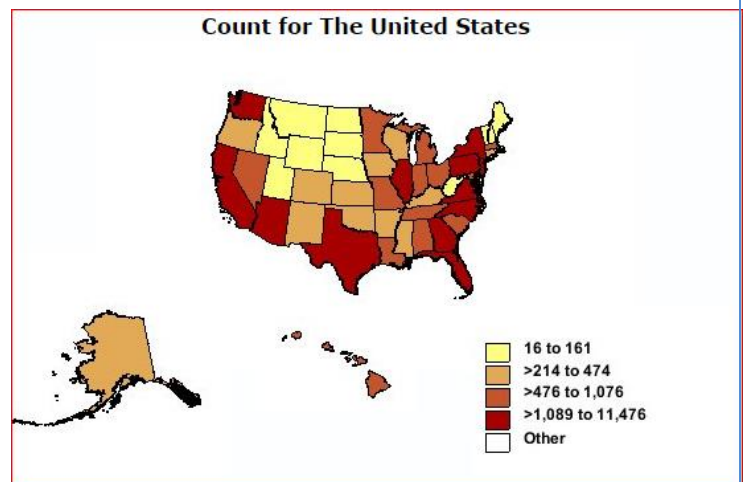 Count for The United States
16 to 161
>214 to 474
>476 to 1,076
>1,089 to 11,476
Other